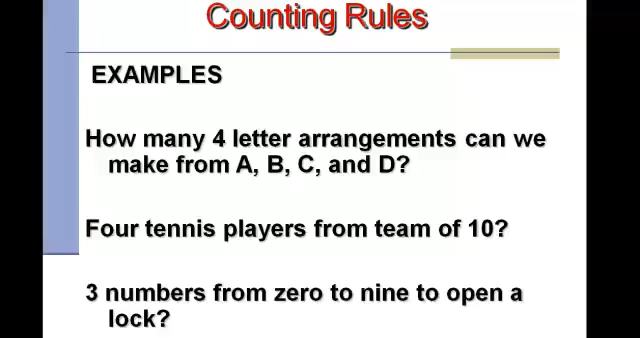 Counting Rules
EXAMPLES
How many 4 letter arrangements can we
make from A, B, C, and D?
Four tennis players from team of 10?
3 numbers from zero to nine to open a
lock?